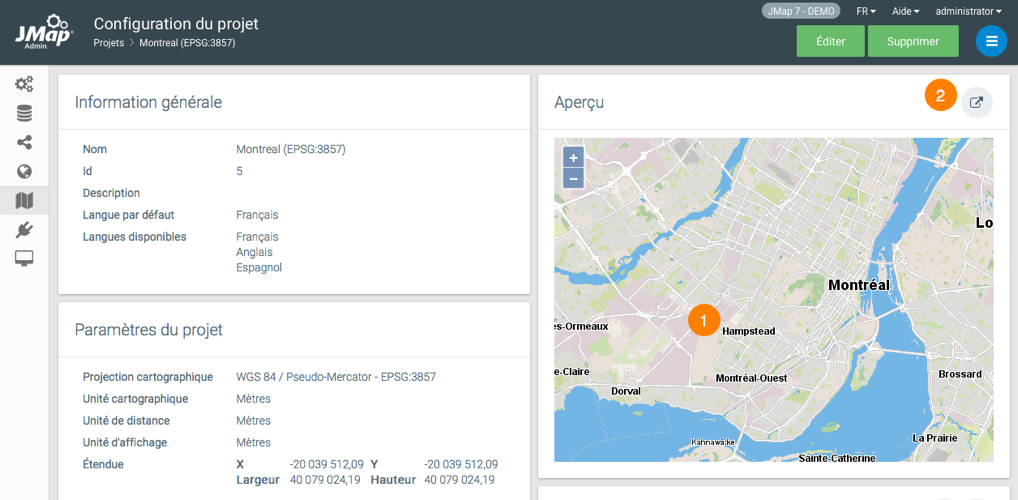 JMap
Admin
Configuration du projet
Projets > Montreal (EPSG:3857)
JMap 7 - DEMO FR Aide administrator
Éditer Supprimer
Information générale
Nom Montreal (EPSG:3857)
Id 5
Description
Langue par défaut Français
Langues disponibles Français
Anglais
Espagnol
Paramètres du projet
Projection cartographique WGS 84 / Pseudo-Mercator - EPSG:3857
Unité cartographique Mètres
Unité de distance Mètres
Unité d'affichage Mètres
Étendue X -20 039 512,09 Y -20 039 512,09
Largeur 40 079 024,19 Hauteur 40 079 024,19
Aperçu
2
+
−
Lo
Montréal
1
es-Ormeaux
Hampstead
e-Claire
Dorval
Montréal-Ouest
Brossard
Kahnawà:ke
La Prairie
Sainte-Catherine